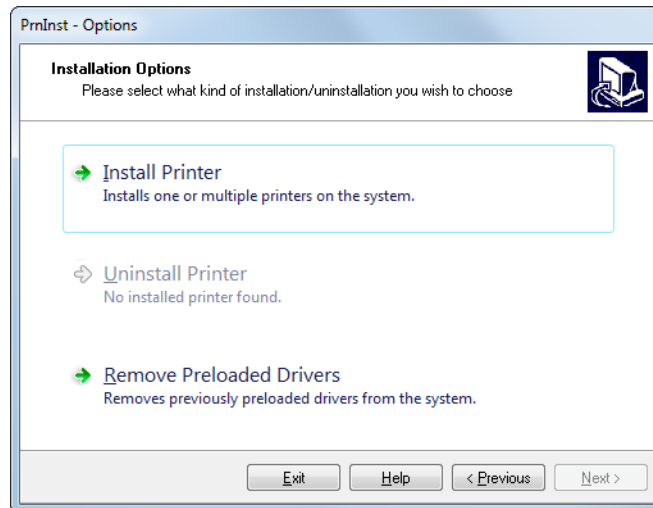 PrnInst - Options
Installation Options
Please select what kind of installation/uninstallation you wish to choose
Install Printer
Installs one or multiple printers on the system.
Uninstall Printer
No installed printer found.
Remove Preloaded Drivers
Removes previously preloaded drivers from the system.
Exit Help < Previous Next >